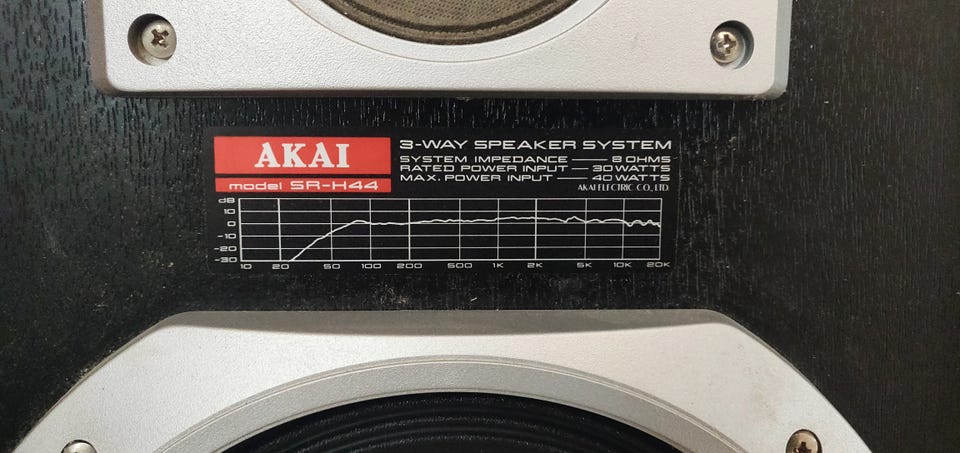 AKAI
model SR-H44
3-WAY SPEAKER SYSTEM
SYSTEM IMPEDANCE — 8 OHMS
RATED POWER INPUT — 30 WATTS
MAX. POWER INPUT — 40 WATTS
AKAI ELECTRIC CO., LTD.
dB
10
0
-10
-20
-30
10 20 50 100 200 500 1K 2K 5K 10K 20K